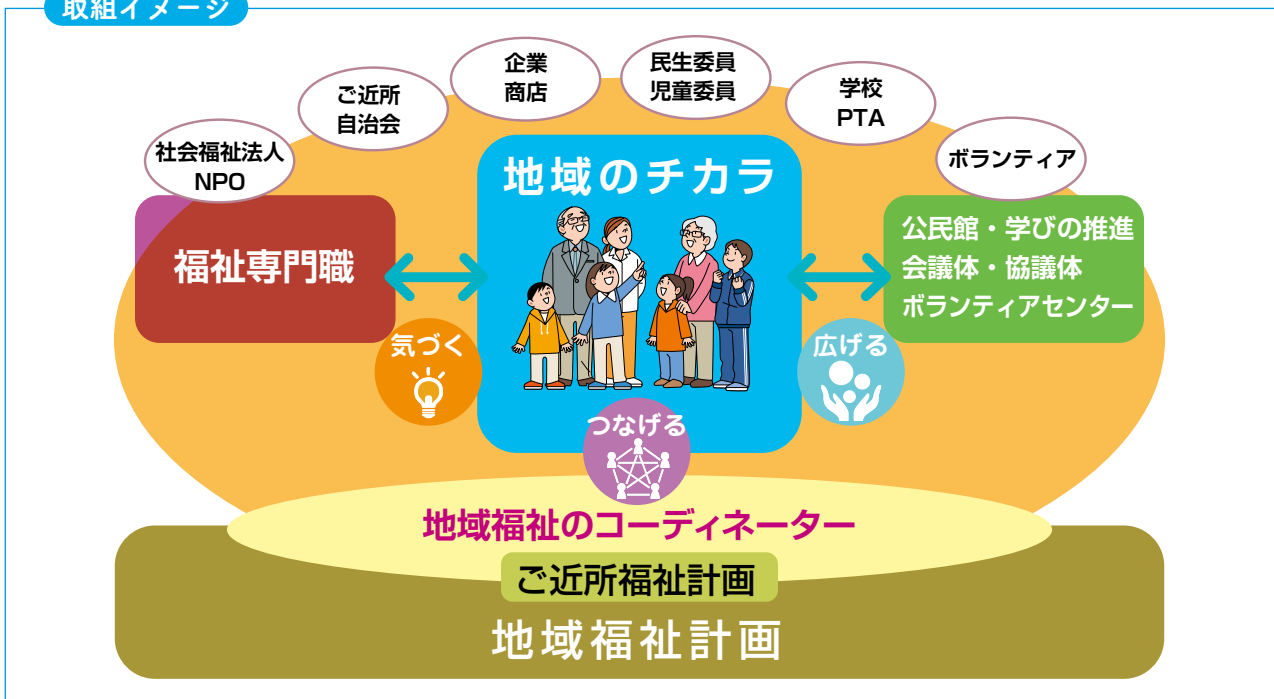 取組イメージ
企業
商店
民生委員
児童委員
ご近所
自治会
学校
PTA
社会福祉法人
NPO
ボランティア
地域のチカラ
福祉専門職
公民館・学びの推進
会議体・協議体
ボランティアセンター
気づく
広げる
つなげる
地域福祉のコーディネーター
ご近所福祉計画
地域福祉計画